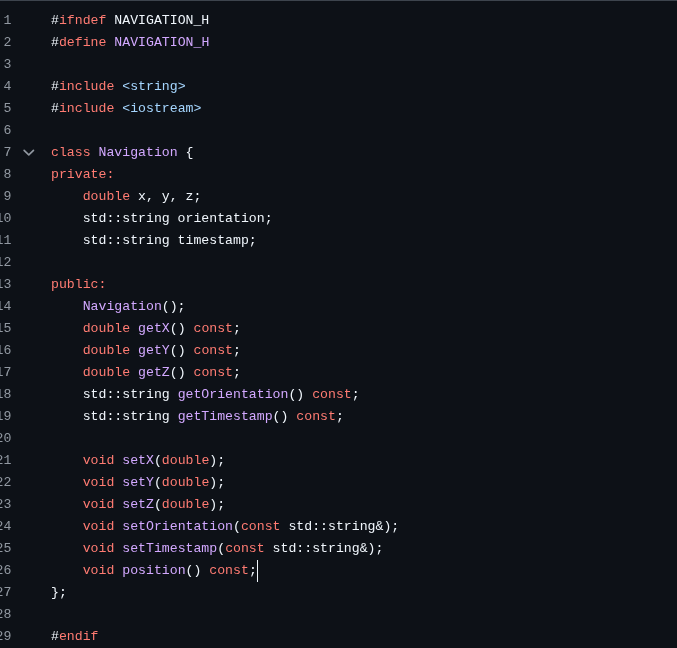 1 #ifndef NAVIGATION_H
2 #define NAVIGATION_H
3
4 #include <string>
5 #include <iostream>
6
7 class Navigation {
8 private:
9     double x, y, z;
10     std::string orientation;
11     std::string timestamp;
12
13 public:
14     Navigation();
15     double getX() const;
16     double getY() const;
17     double getZ() const;
18     std::string getOrientation() const;
19     std::string getTimestamp() const;
20
21     void setX(double);
22     void setY(double);
23     void setZ(double);
24     void setOrientation(const std::string&);
25     void setTimestamp(const std::string&);
26     void position() const;
27 };
28
29 #endif